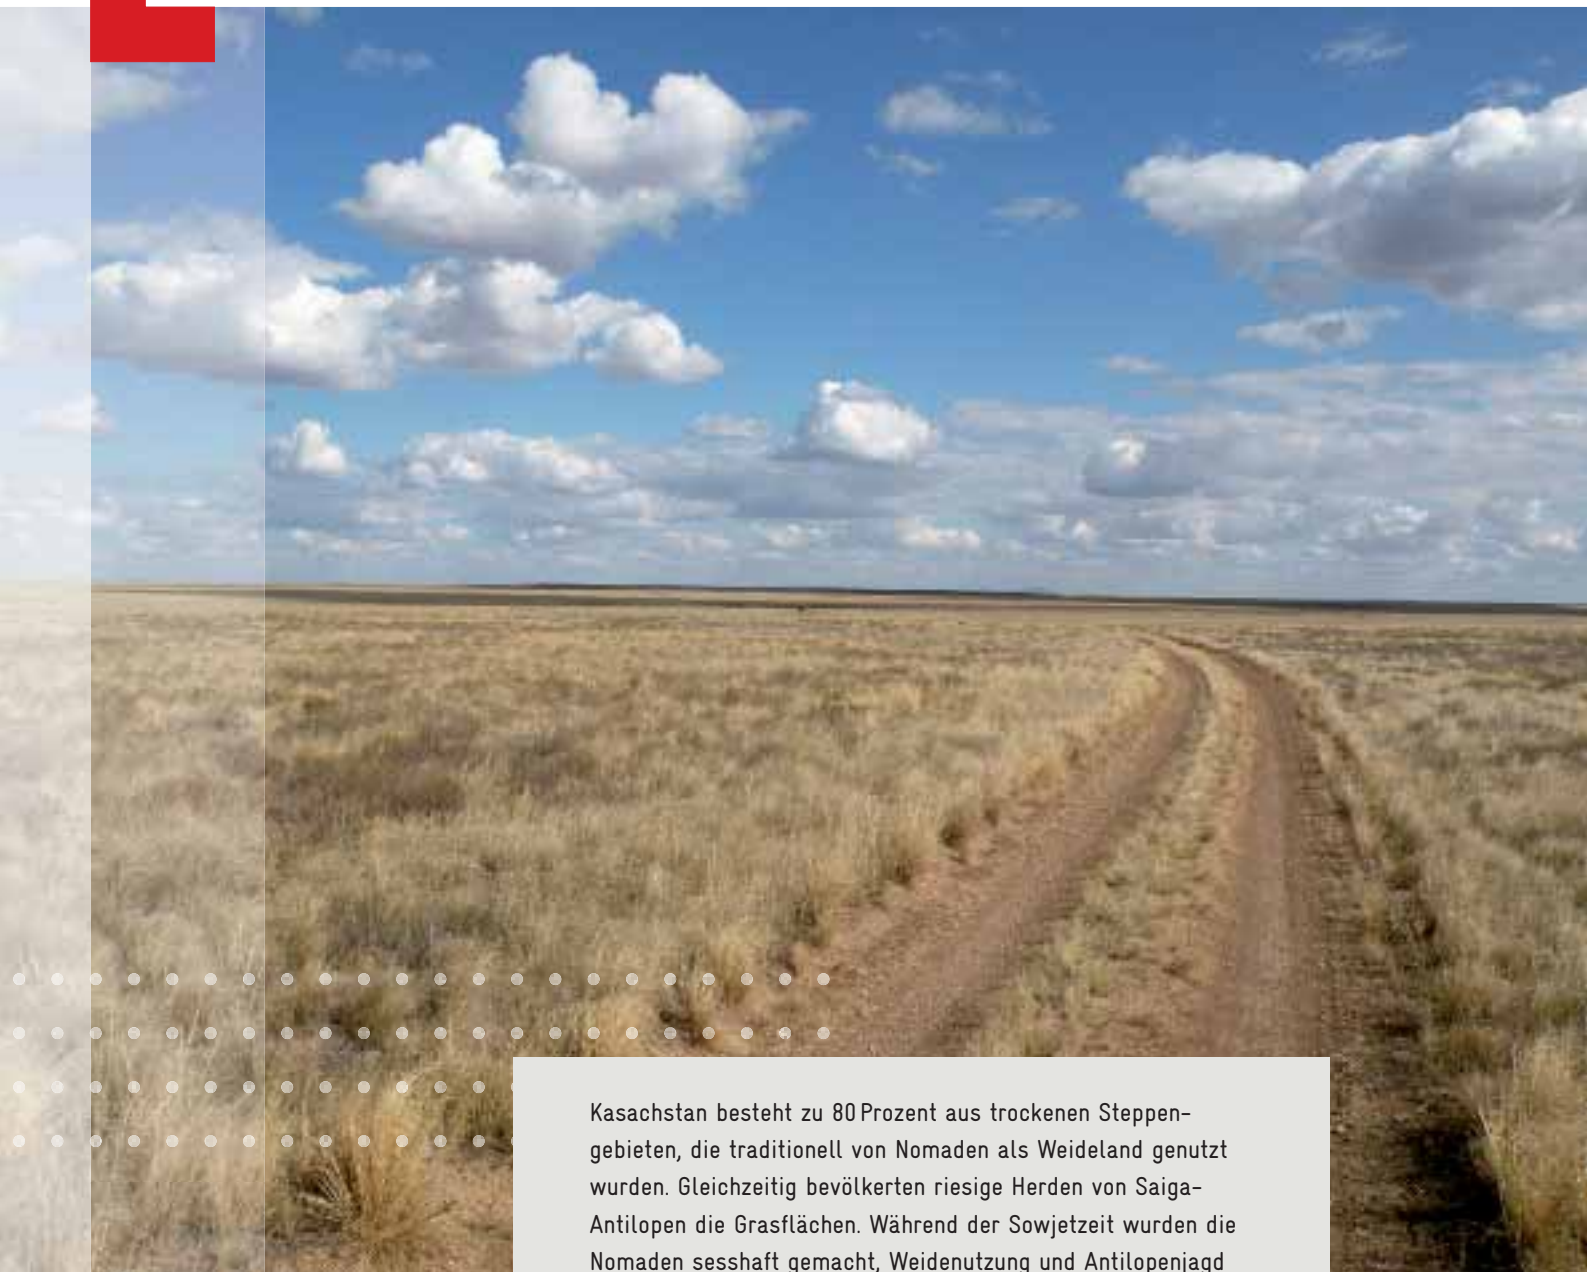 Kasachstan besteht zu 80 Prozent aus trockenen Steppen-
gebieten, die traditionell von Nomaden als Weideland genutzt
wurden. Gleichzeitig bevölkerten riesige Herden von Saiga-
Antilopen die Grasflächen. Während der Sowjetzeit wurden die
Nomaden sesshaft gemacht, Weidenutzung und Antilopenjagd